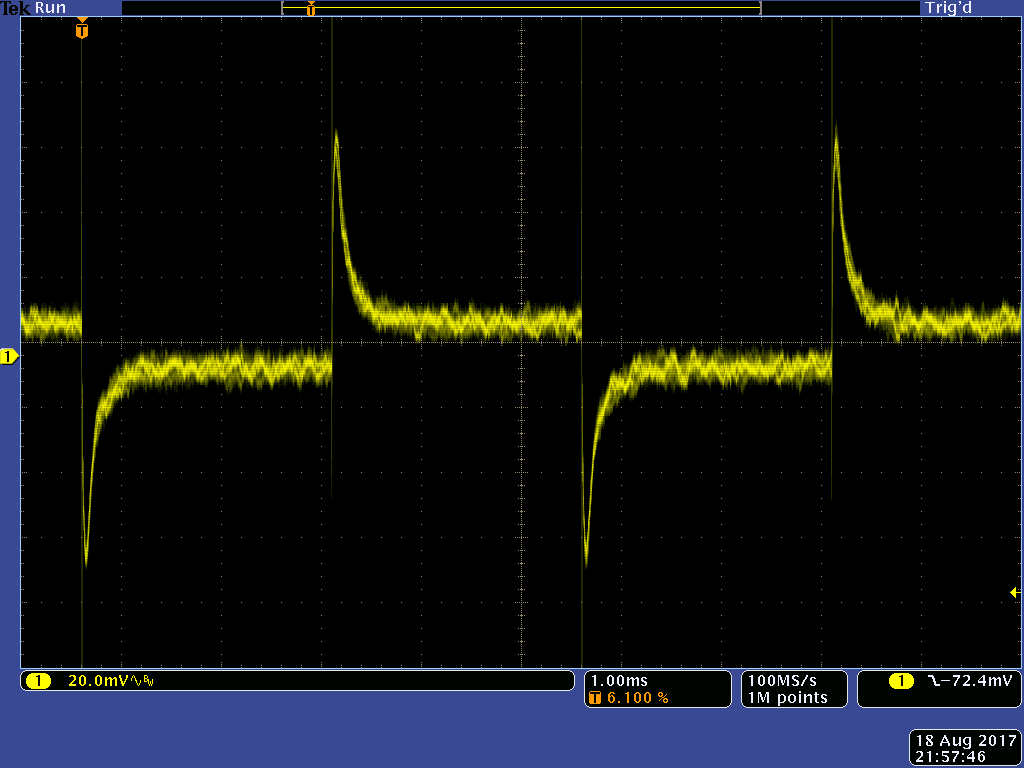 Tek Run Trig'd
T
T
1
1 20.0mV∿BW 1.00ms 100MS/s 1 ⅂−72.4mV
T 6.100 % 1M points
18 Aug 2017
21:57:46